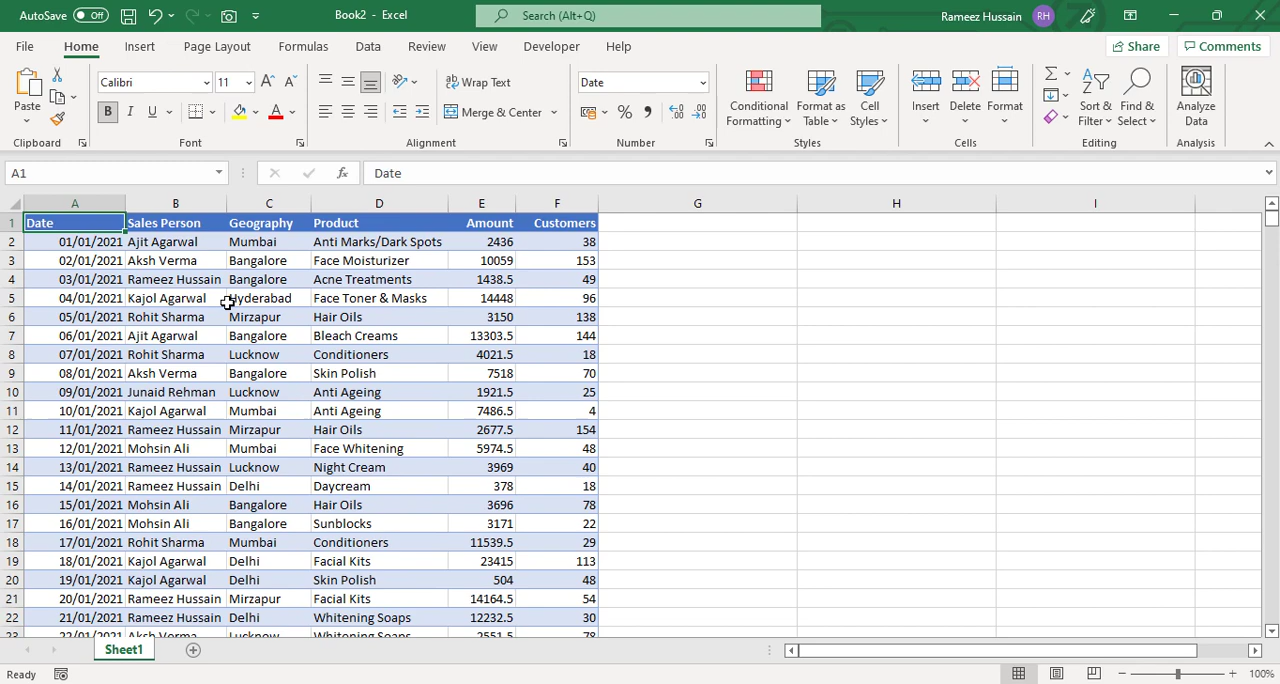 AutoSave Off Book2 - Excel Search (Alt+Q) Rameez Hussain RH
File Home Insert Page Layout Formulas Data Review View Developer Help Share Comments
Paste Calibri 11 Wrap Text Date Conditional Formatting Format as Table Cell Styles Insert Delete Format Sort & Filter Find & Select Analyze Data
B I U Merge & Center
Clipboard Font Alignment Number Styles Cells Editing Analysis
A1 fx Date
A B C D E F G H I
1 Date Sales Person Geography Product Amount Customers
2 01/01/2021 Ajit Agarwal Mumbai Anti Marks/Dark Spots 2436 38
3 02/01/2021 Aksh Verma Bangalore Face Moisturizer 10059 153
4 03/01/2021 Rameez Hussain Bangalore Acne Treatments 1438.5 49
5 04/01/2021 Kajol Agarwal Hyderabad Face Toner & Masks 14448 96
6 05/01/2021 Rohit Sharma Mirzapur Hair Oils 3150 138
7 06/01/2021 Ajit Agarwal Bangalore Bleach Creams 13303.5 144
8 07/01/2021 Rohit Sharma Lucknow Conditioners 4021.5 18
9 08/01/2021 Aksh Verma Bangalore Skin Polish 7518 70
10 09/01/2021 Junaid Rehman Lucknow Anti Ageing 1921.5 25
11 10/01/2021 Kajol Agarwal Mumbai Anti Ageing 7486.5 4
12 11/01/2021 Rameez Hussain Mirzapur Hair Oils 2677.5 154
13 12/01/2021 Mohsin Ali Mumbai Face Whitening 5974.5 48
14 13/01/2021 Rameez Hussain Lucknow Night Cream 3969 40
15 14/01/2021 Rameez Hussain Delhi Daycream 378 18
16 15/01/2021 Mohsin Ali Bangalore Hair Oils 3696 78
17 16/01/2021 Mohsin Ali Bangalore Sunblocks 3171 22
18 17/01/2021 Rohit Sharma Mumbai Conditioners 11539.5 29
19 18/01/2021 Kajol Agarwal Delhi Facial Kits 23415 113
20 19/01/2021 Kajol Agarwal Delhi Skin Polish 504 48
21 20/01/2021 Rameez Hussain Mirzapur Facial Kits 14164.5 54
22 21/01/2021 Rameez Hussain Delhi Whitening Soaps 12232.5 30
23 22/01/2021 Aksh Verma Lucknow Whitening Soaps 2551.5 78
Sheet1
Ready 100%